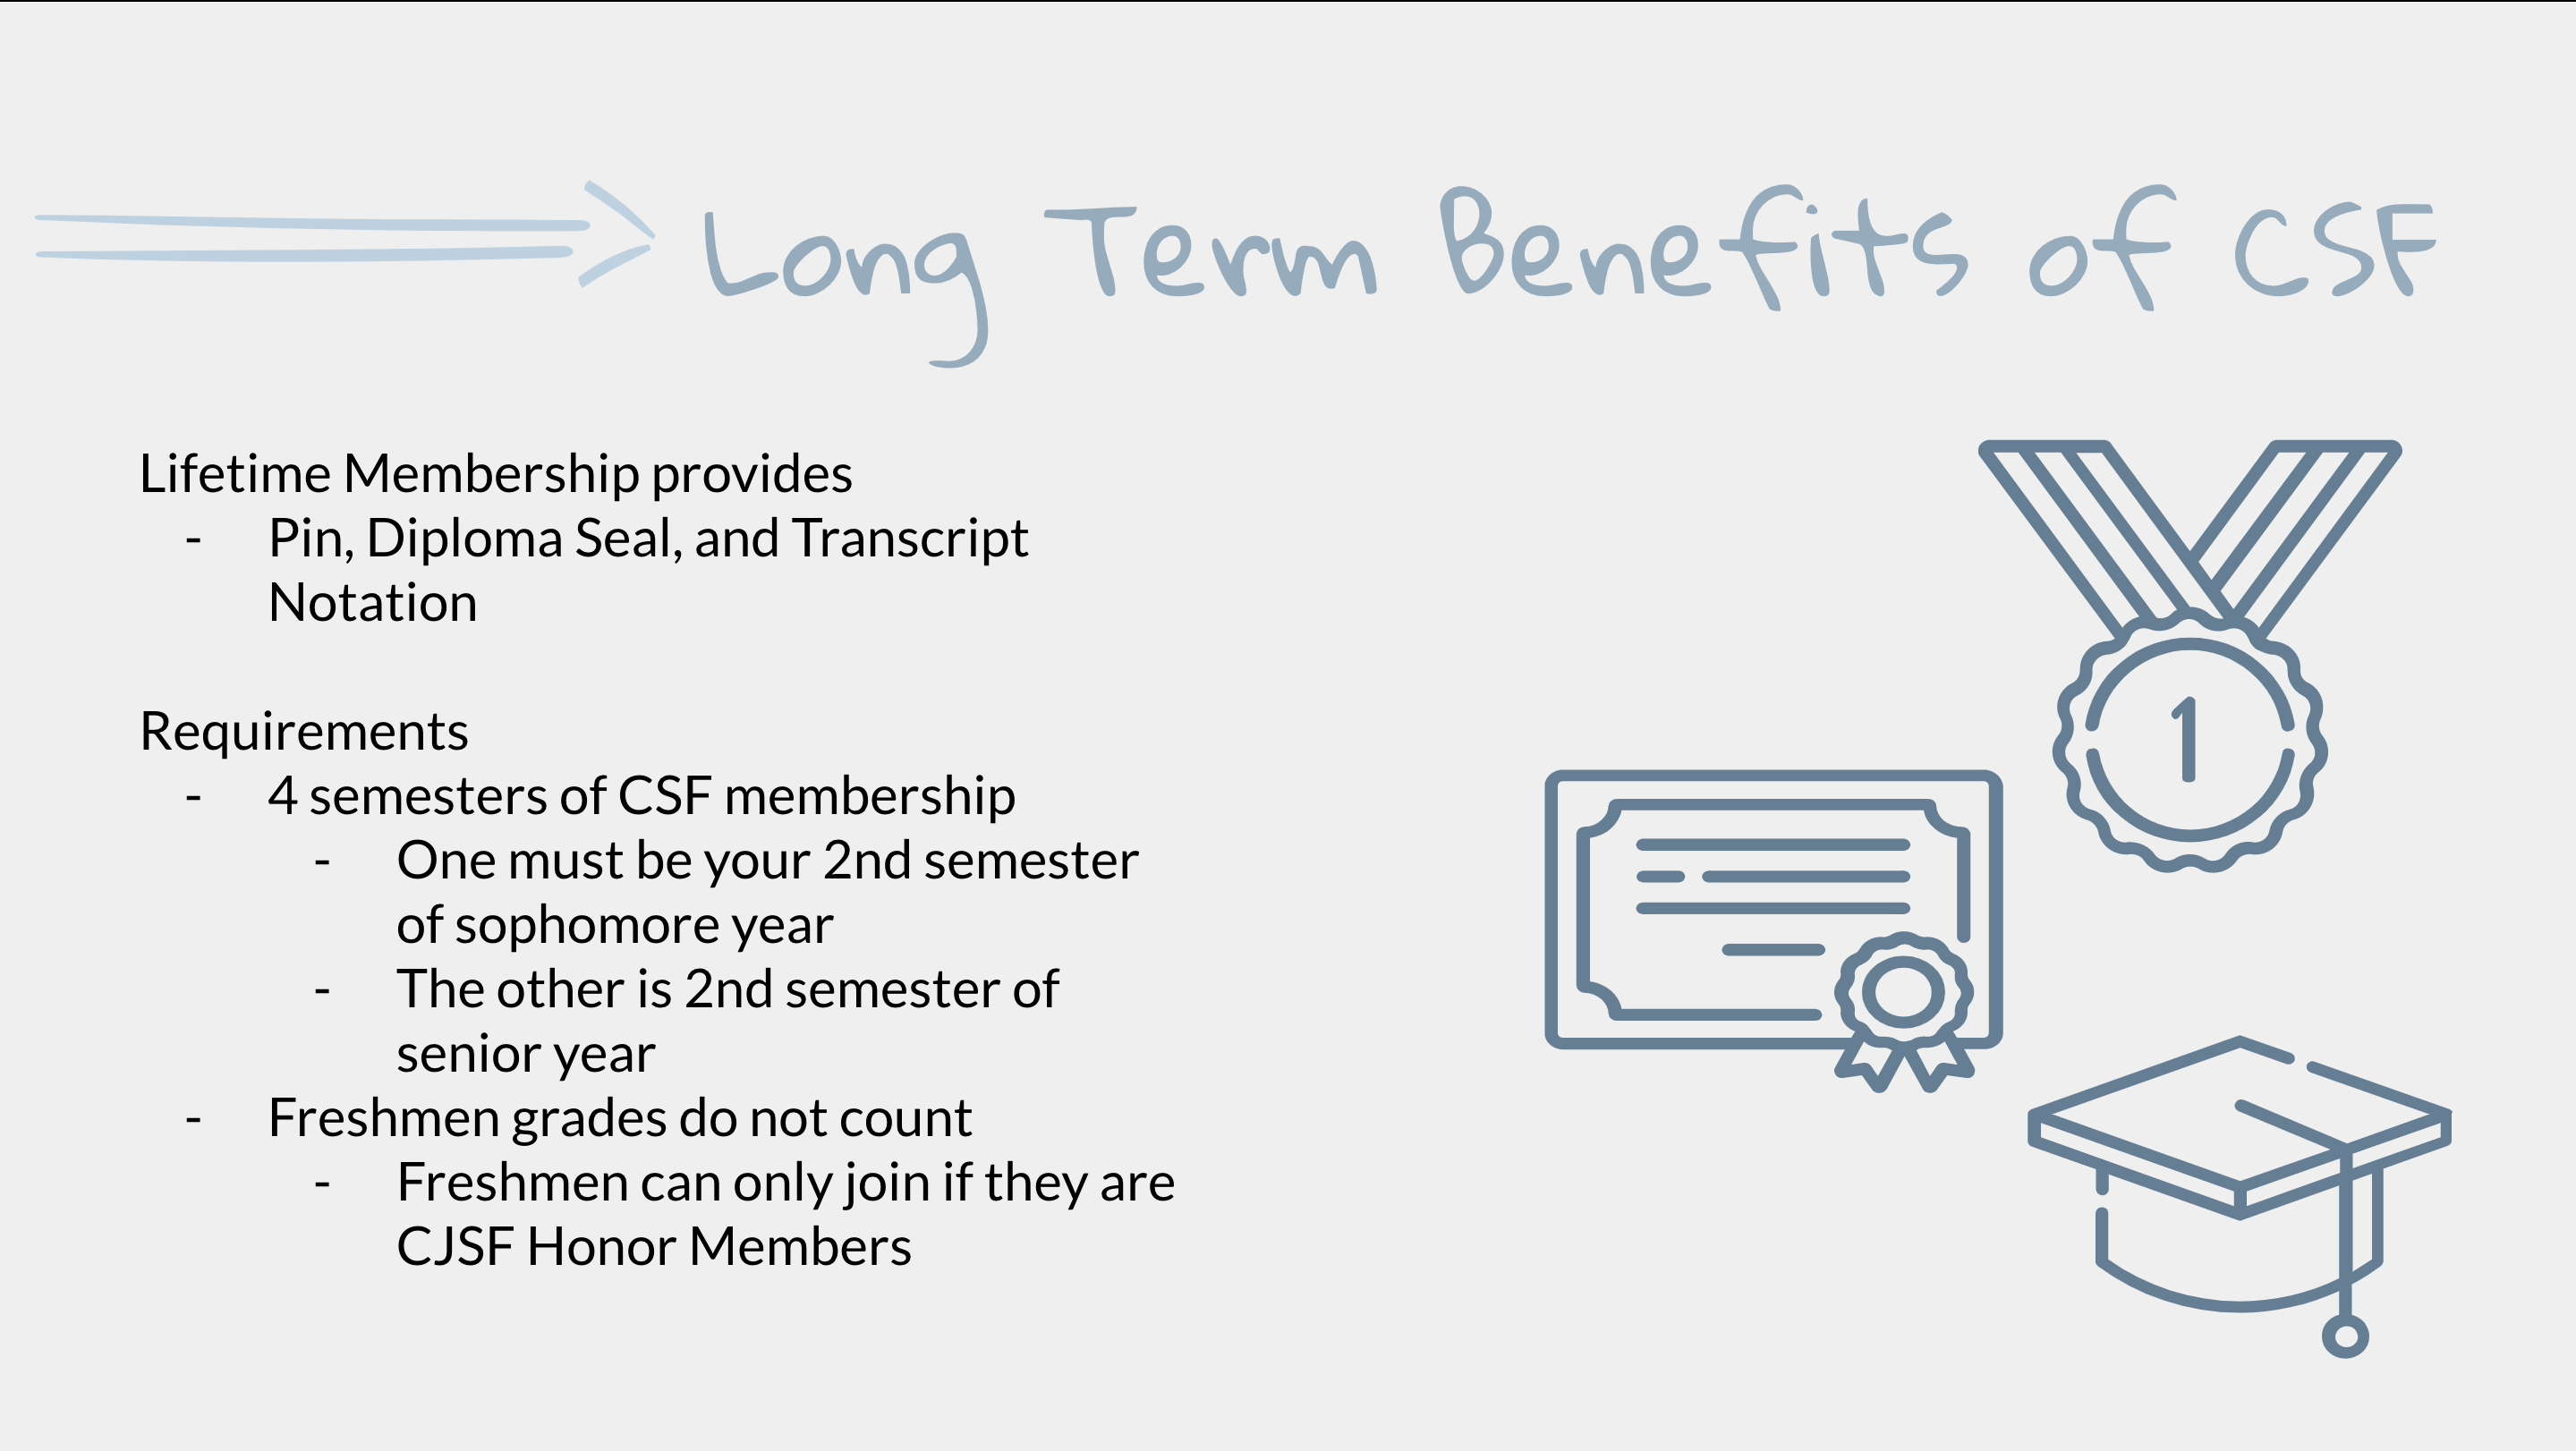 Long Term Benefits of CSF
Lifetime Membership provides
- Pin, Diploma Seal, and Transcript
Notation
Requirements
- 4 semesters of CSF membership
- One must be your 2nd semester
of sophomore year
- The other is 2nd semester of
senior year
- Freshmen grades do not count
- Freshmen can only join if they are
CJSF Honor Members
1